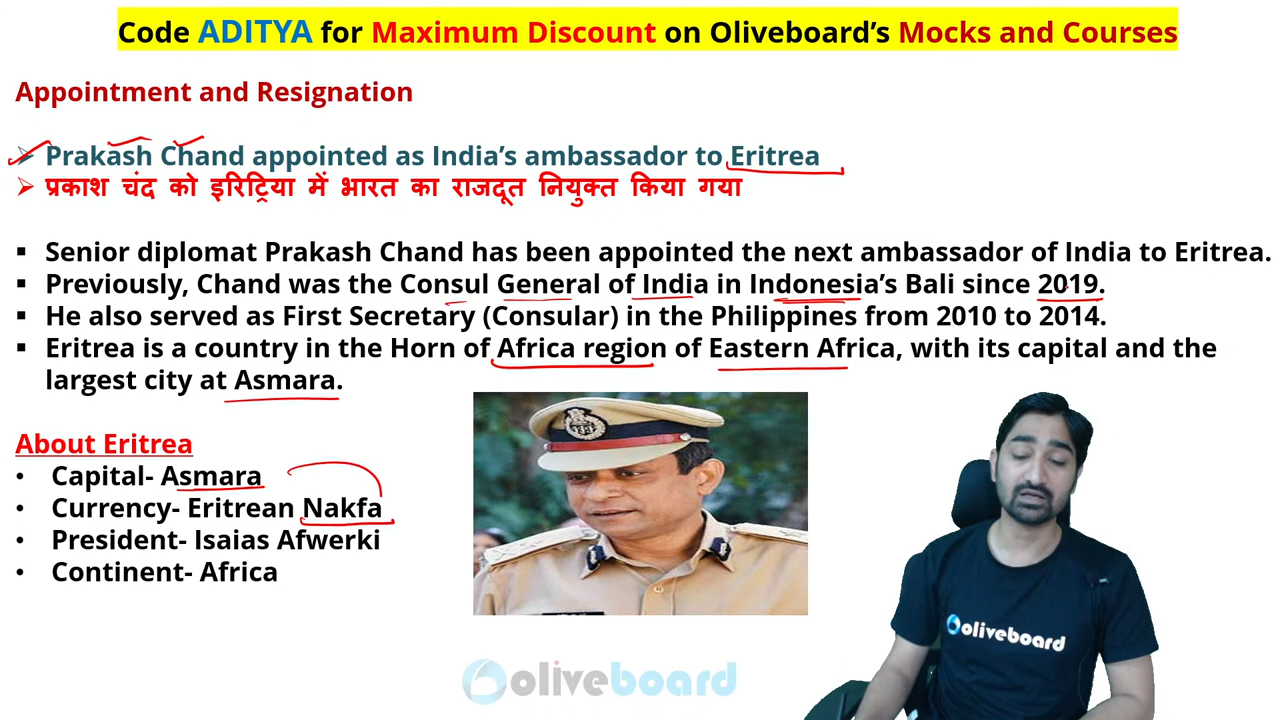 Code ADITYA for Maximum Discount on Oliveboard’s Mocks and Courses
Appointment and Resignation
➢ Prakash Chand appointed as India’s ambassador to Eritrea
➢ प्रकाश चंद को इरिट्रिया में भारत का राजदूत नियुक्त किया गया
▪ Senior diplomat Prakash Chand has been appointed the next ambassador of India to Eritrea.
▪ Previously, Chand was the Consul General of India in Indonesia’s Bali since 2019.
▪ He also served as First Secretary (Consular) in the Philippines from 2010 to 2014.
▪ Eritrea is a country in the Horn of Africa region of Eastern Africa, with its capital and the
largest city at Asmara.
About Eritrea
• Capital- Asmara
• Currency- Eritrean Nakfa
• President- Isaias Afwerki
• Continent- Africa
oliveboard
oliveboard